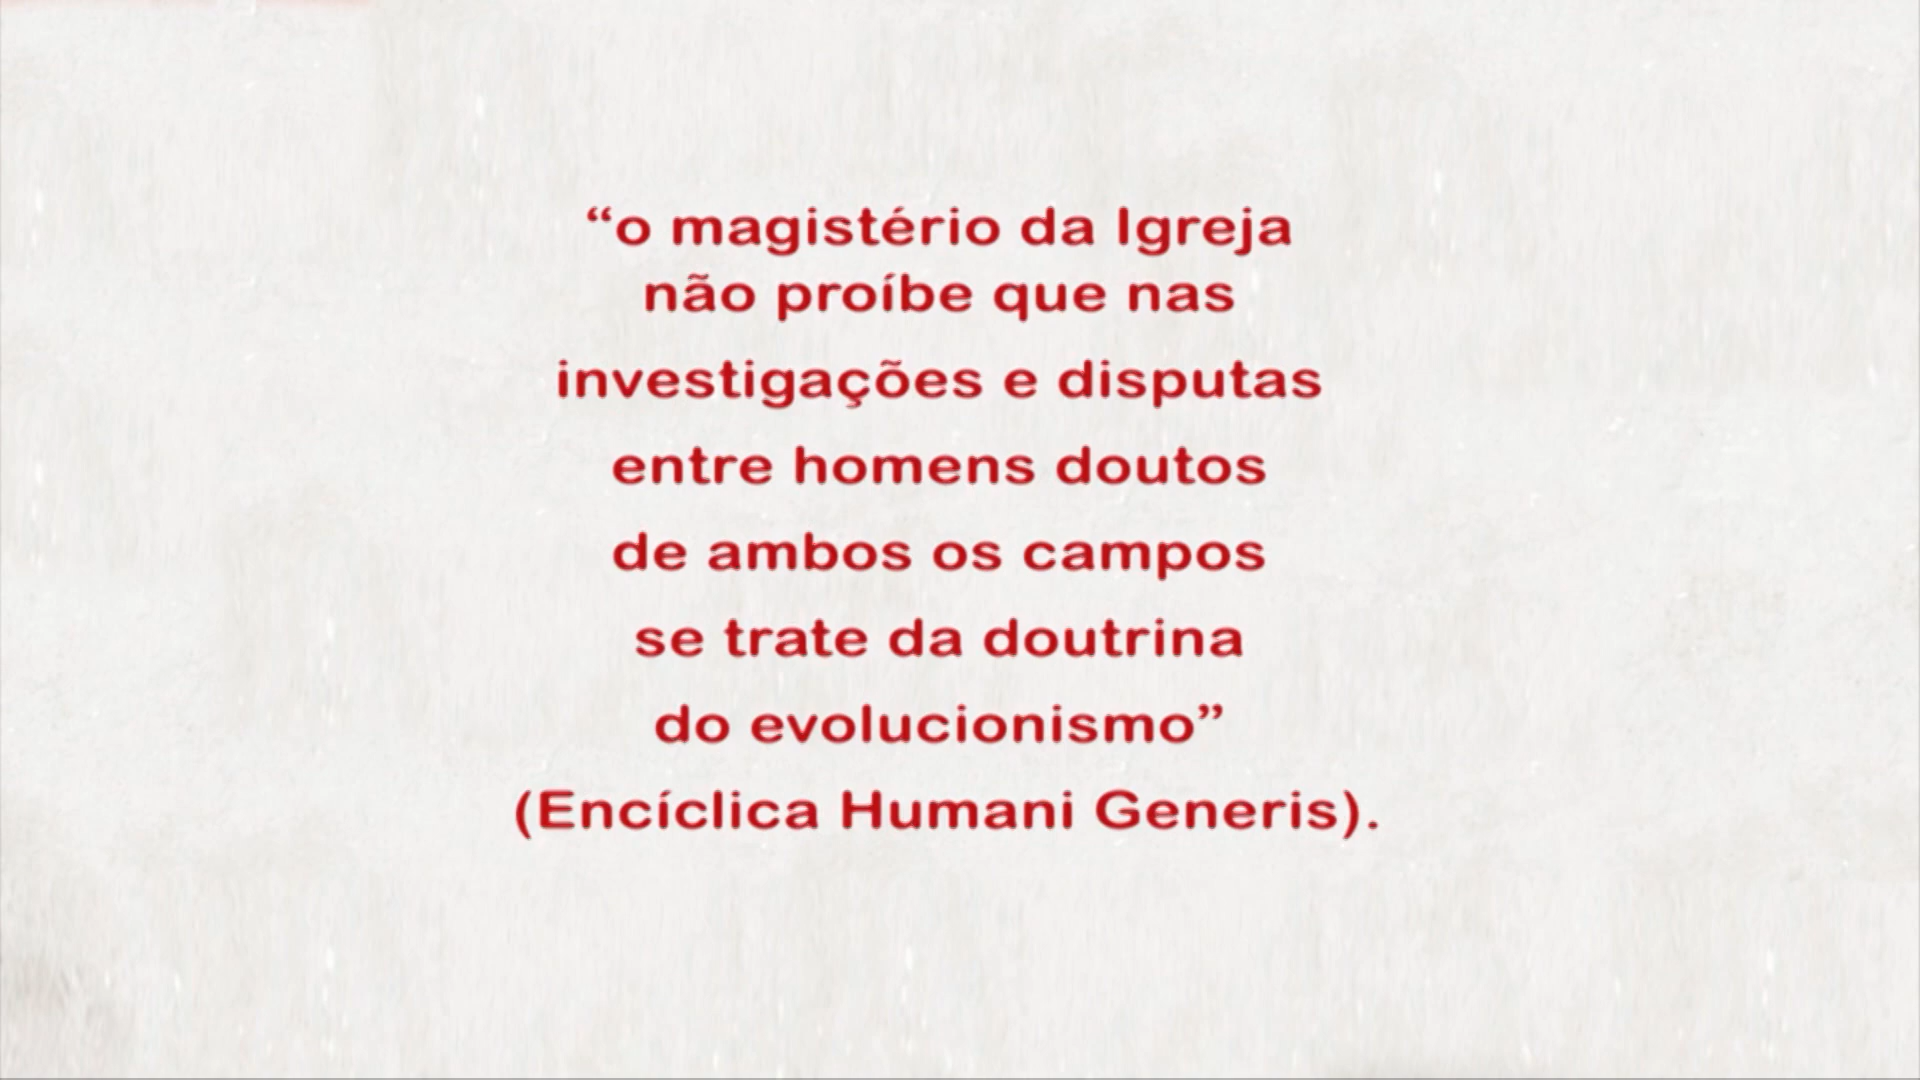 “o magistério da Igreja
não proíbe que nas
investigações e disputas
entre homens doutos
de ambos os campos
se trate da doutrina
do evolucionismo”
(Encíclica Humani Generis).